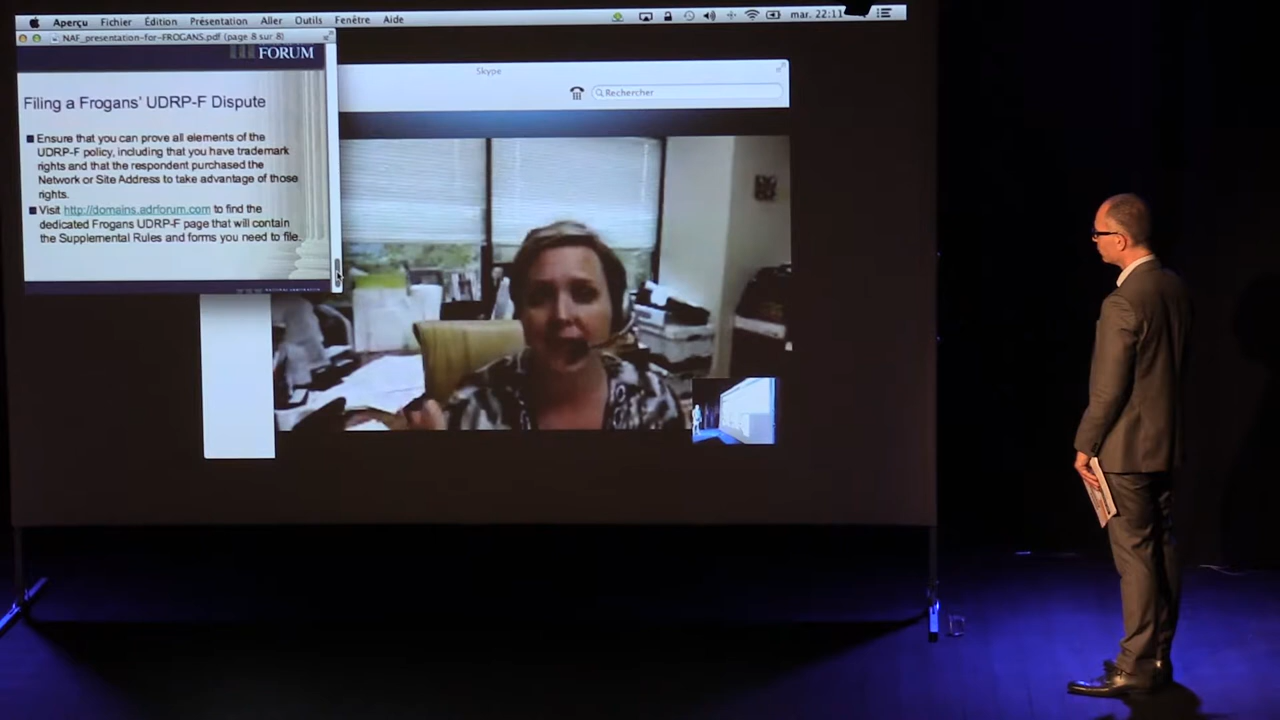 Aperçu Fichier Édition Présentation Aller Outils Fenêtre Aide mar. 22:11
NAF_presentation-for-FROGANS.pdf (page 8 sur 8)
FORUM
Skype
Rechercher
Filing a Frogans' UDRP-F Dispute
Ensure that you can prove all elements of the
UDRP-F policy, including that you have trademark
rights and that the respondent purchased the
Network or Site Address to take advantage of those
rights.
Visit http://domains.adrforum.com to find the
dedicated Frogans UDRP-F page that will contain
the Supplemental Rules and forms you need to file.